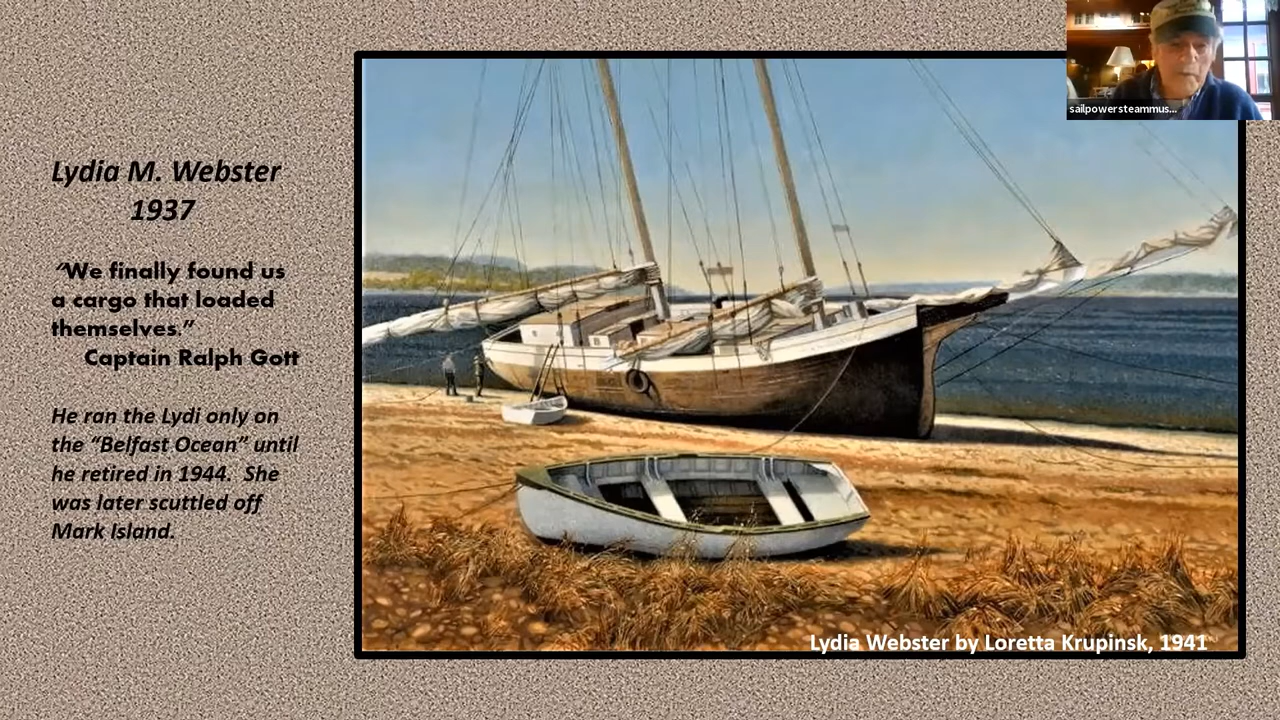 sailpowersteammus...
Lydia M. Webster
1937
“We finally found us
a cargo that loaded
themselves.”
Captain Ralph Gott
He ran the Lydi only on
the “Belfast Ocean” until
he retired in 1944.  She
was later scuttled off
Mark Island.
Lydia Webster by Loretta Krupinsk, 1941